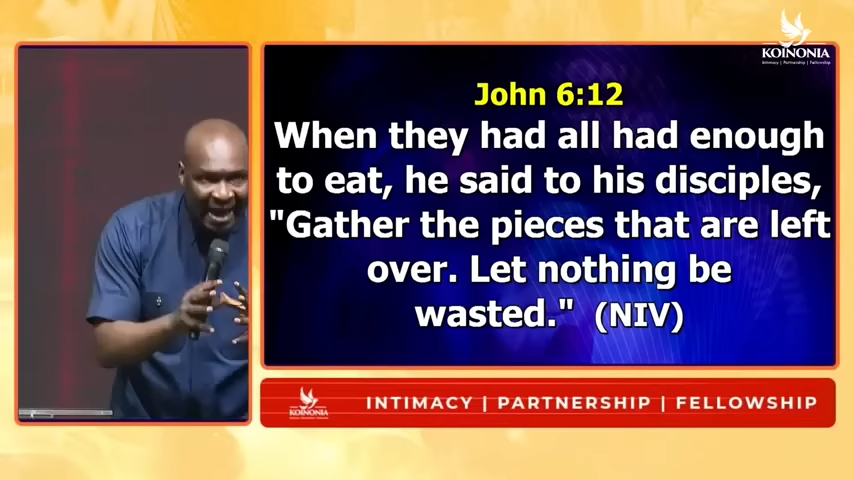 KOINONIA
Intimacy | Partnership | Fellowship
John 6:12
When they had all had enough
to eat, he said to his disciples,
"Gather the pieces that are left
over. Let nothing be
wasted." (NIV)
KOINONIA
INTIMACY | PARTNERSHIP | FELLOWSHIP